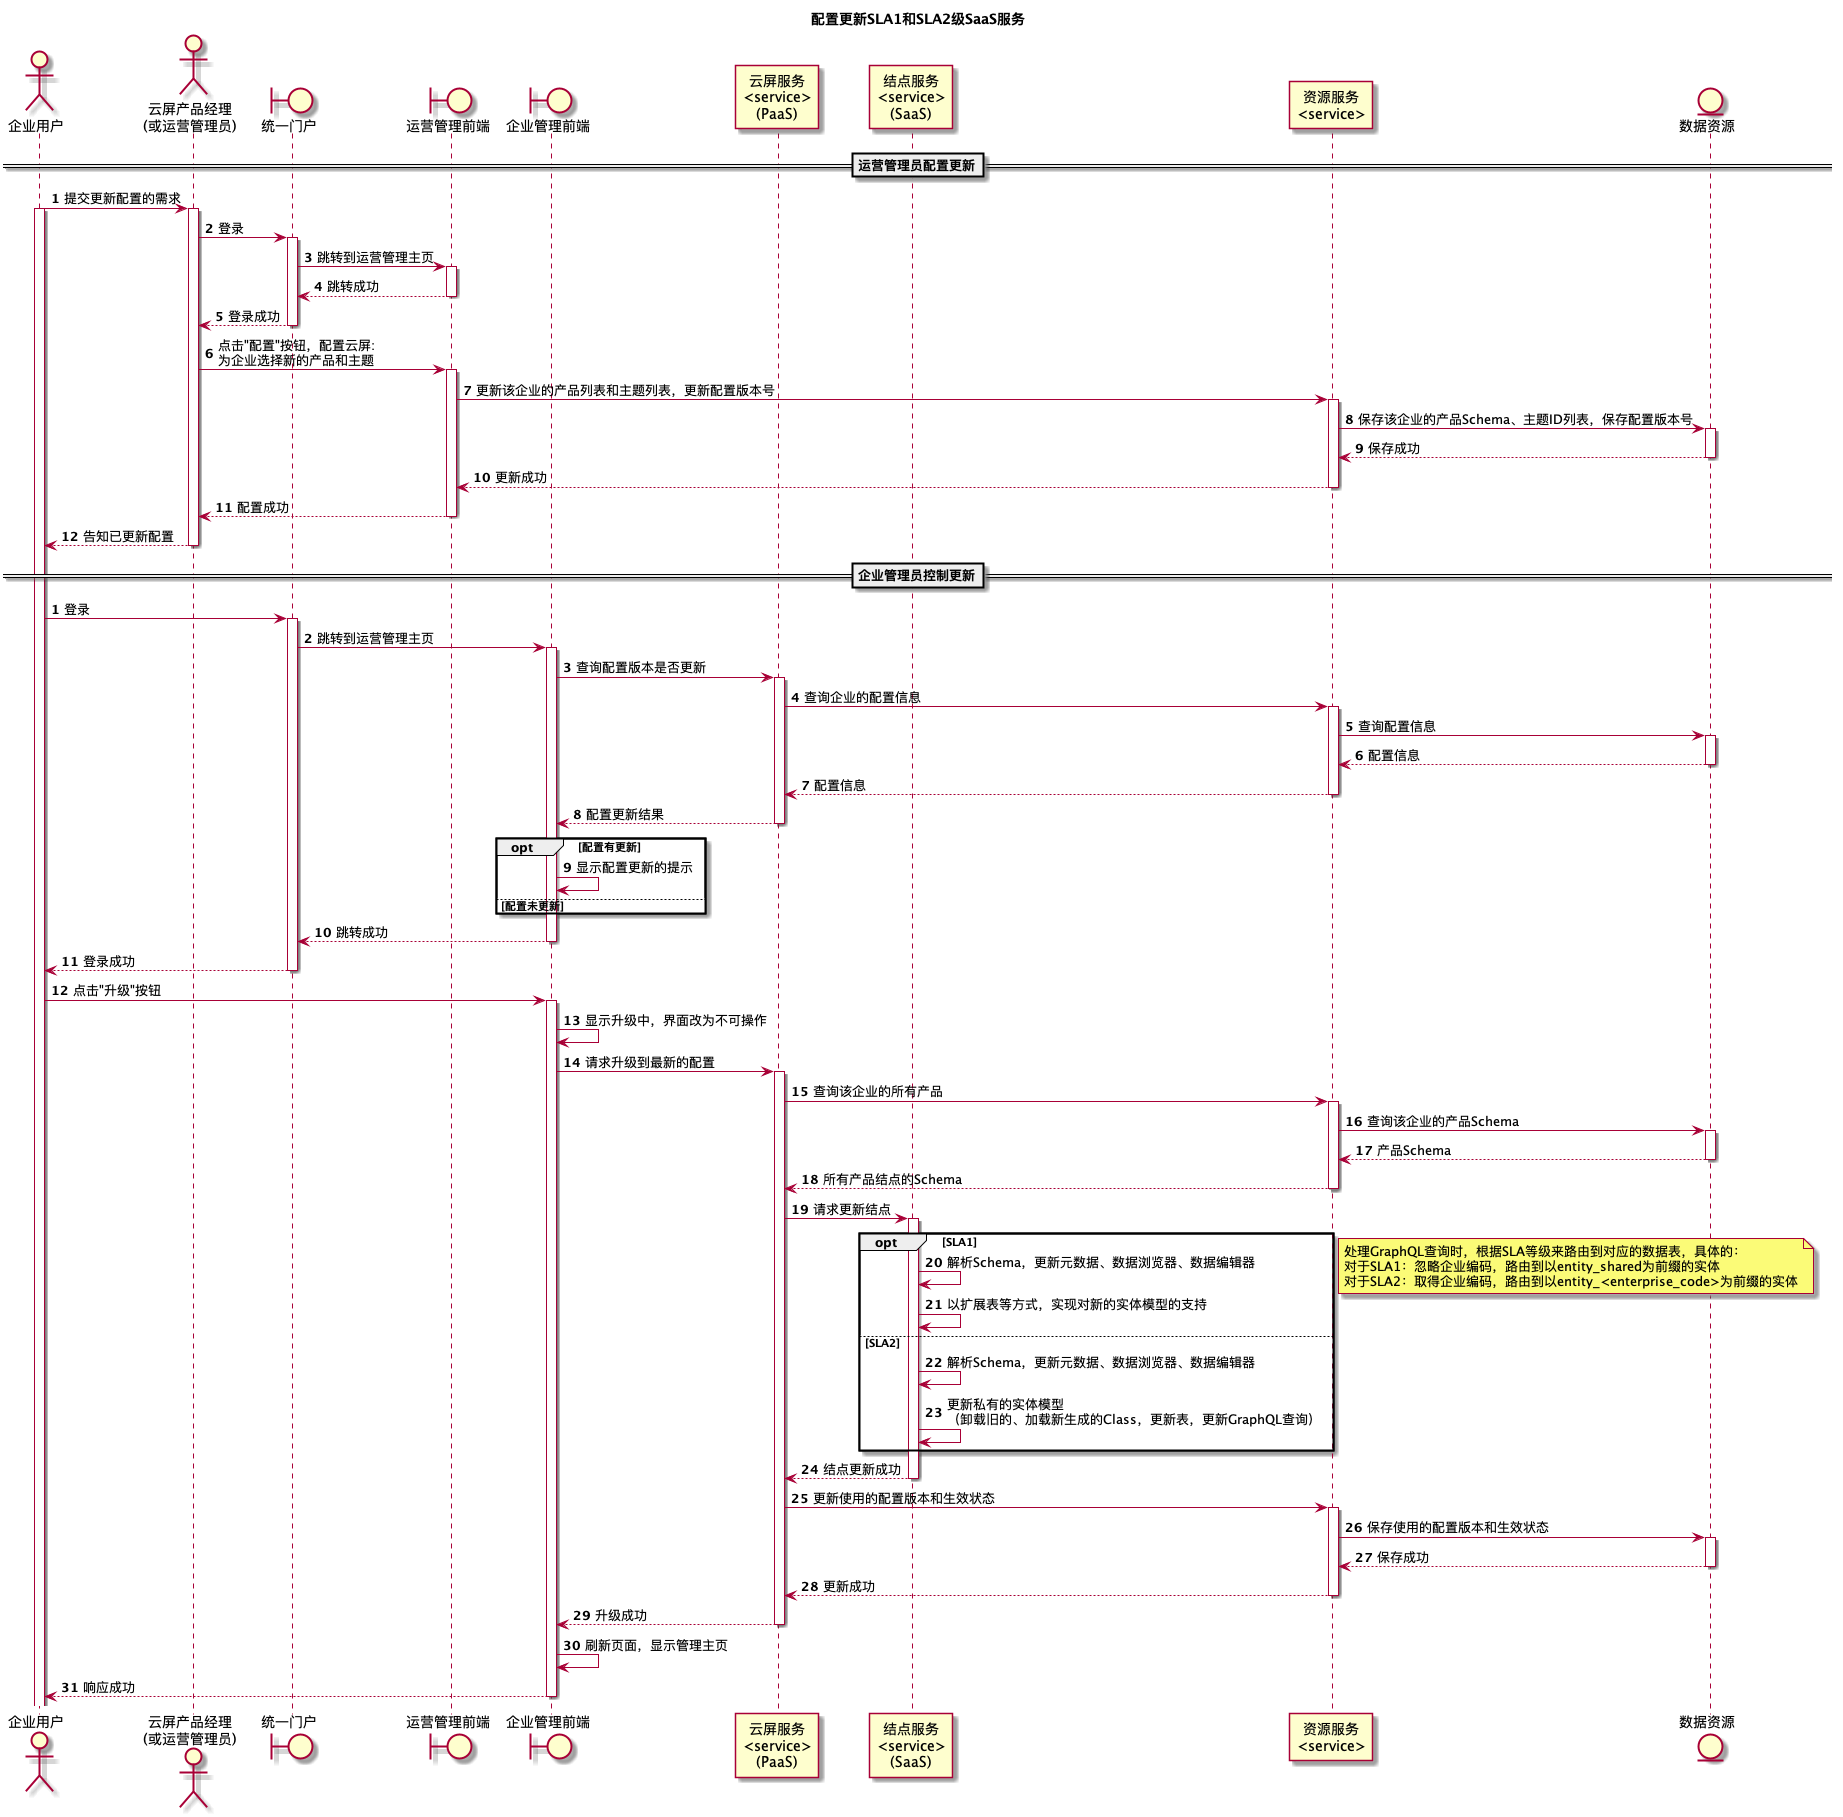 配置更新SLA1和SLA2级SaaS服务
企业用户
云屏产品经理
(或运营管理员)
统一门户
运营管理前端
企业管理前端
云屏服务
<service>
(PaaS)
结点服务
<service>
(SaaS)
资源服务
<service>
数据资源
运营管理员配置更新
1 提交更新配置的需求
2 登录
3 跳转到运营管理主页
4 跳转成功
5 登录成功
6 点击"配置"按钮，配置云屏:
为企业选择新的产品和主题
7 更新该企业的产品列表和主题列表，更新配置版本号
8 保存该企业的产品Schema、主题ID列表，保存配置版本号
9 保存成功
10 更新成功
11 配置成功
12 告知已更新配置
企业管理员控制更新
1 登录
2 跳转到运营管理主页
3 查询配置版本是否更新
4 查询企业的配置信息
5 查询配置信息
6 配置信息
7 配置信息
8 配置更新结果
opt [配置有更新]
9 显示配置更新的提示
[配置未更新]
10 跳转成功
11 登录成功
12 点击"升级"按钮
13 显示升级中，界面改为不可操作
14 请求升级到最新的配置
15 查询该企业的所有产品
16 查询该企业的产品Schema
17 产品Schema
18 所有产品结点的Schema
19 请求更新结点
opt [SLA1]
处理GraphQL查询时，根据SLA等级来路由到对应的数据表，具体的：
对于SLA1：忽略企业编码，路由到以entity_shared为前缀的实体
对于SLA2：取得企业编码，路由到以entity_<enterprise_code>为前缀的实体
20 解析Schema，更新元数据、数据浏览器、数据编辑器
21 以扩展表等方式，实现对新的实体模型的支持
[SLA2]
22 解析Schema，更新元数据、数据浏览器、数据编辑器
23 更新私有的实体模型
（卸载旧的、加载新生成的Class，更新表，更新GraphQL查询）
24 结点更新成功
25 更新使用的配置版本和生效状态
26 保存使用的配置版本和生效状态
27 保存成功
28 更新成功
29 升级成功
30 刷新页面，显示管理主页
31 响应成功
企业用户
云屏产品经理
(或运营管理员)
统一门户
运营管理前端
企业管理前端
云屏服务
<service>
(PaaS)
结点服务
<service>
(SaaS)
资源服务
<service>
数据资源